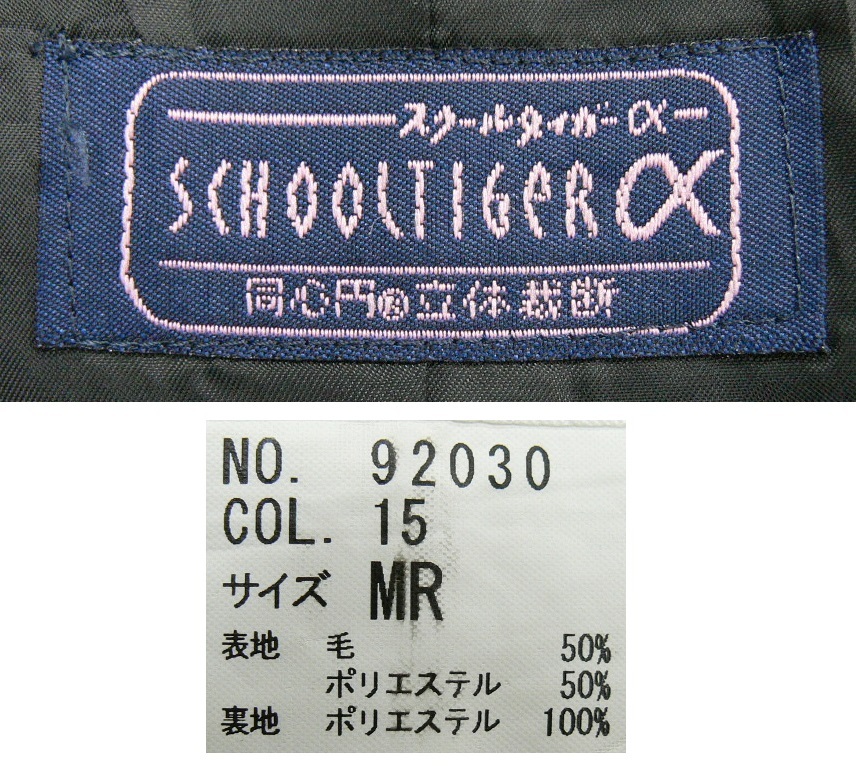 スクールタイガーα
SCHOOLTIGERα
同心円の立体裁断
NO. 92030
COL. 15
サイズ MR
表地 毛 50%
ポリエステル 50%
裏地 ポリエステル 100%